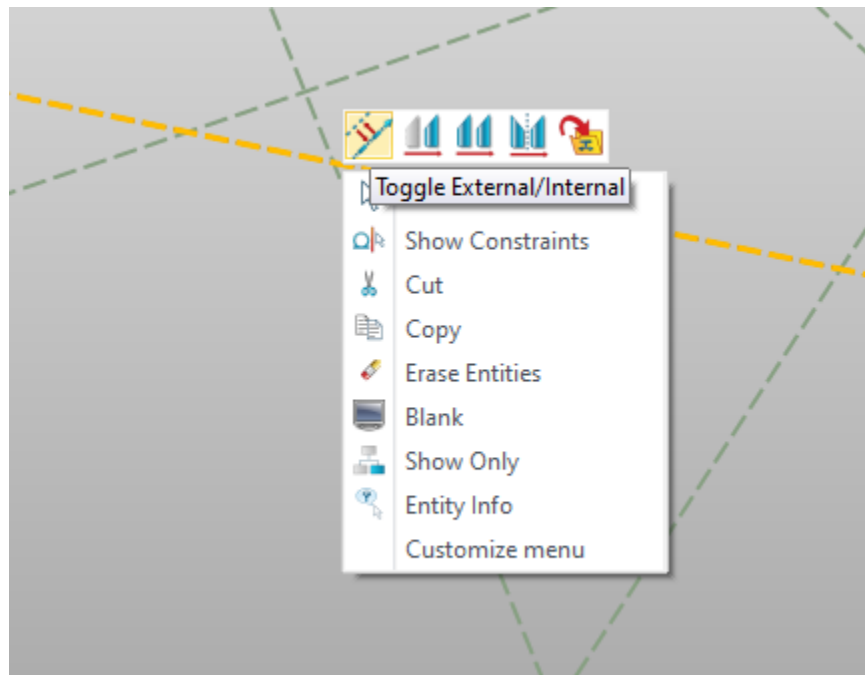 Toggle External/Internal
Show Constraints
Cut
Copy
Erase Entities
Blank
Show Only
Entity Info
Customize menu